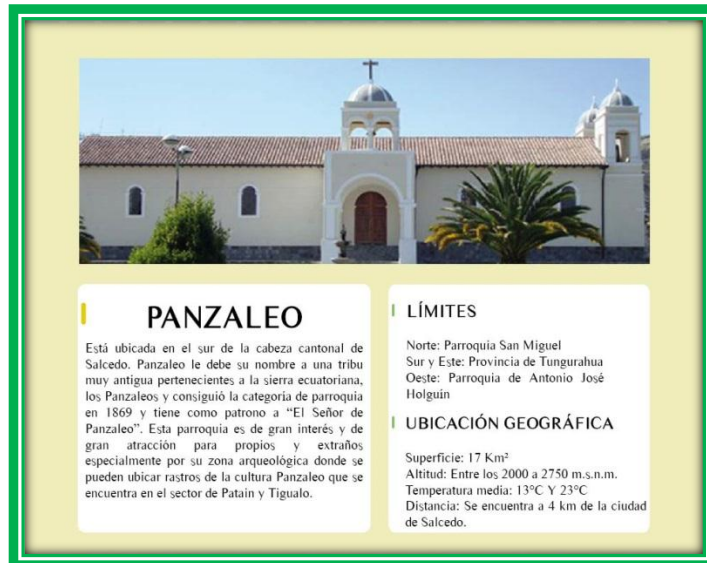 PANZALEO
Está ubicada en el sur de la cabeza cantonal de
Salcedo. Panzaleo le debe su nombre a una tribu
muy antigua pertenecientes a la sierra ecuatoriana,
los Panzaleos y consiguió la categoría de parroquia
en 1869 y tiene como patrono a “El Señor de
Panzaleo”. Esta parroquia es de gran interés y de
gran atracción para propios y extraños
especialmente por su zona arqueológica donde se
pueden ubicar rastros de la cultura Panzaleo que se
encuentra en el sector de Patain y Tigualo.
LÍMITES
Norte: Parroquia San Miguel
Sur y Este: Provincia de Tungurahua
Oeste: Parroquia de Antonio José
Holguín
UBICACIÓN GEOGRÁFICA
Superficie: 17 Km²
Altitud: Entre los 2000 a 2750 m.s.n.m.
Temperatura media: 13°C Y 23°C
Distancia: Se encuentra a 4 km de la ciudad
de Salcedo.